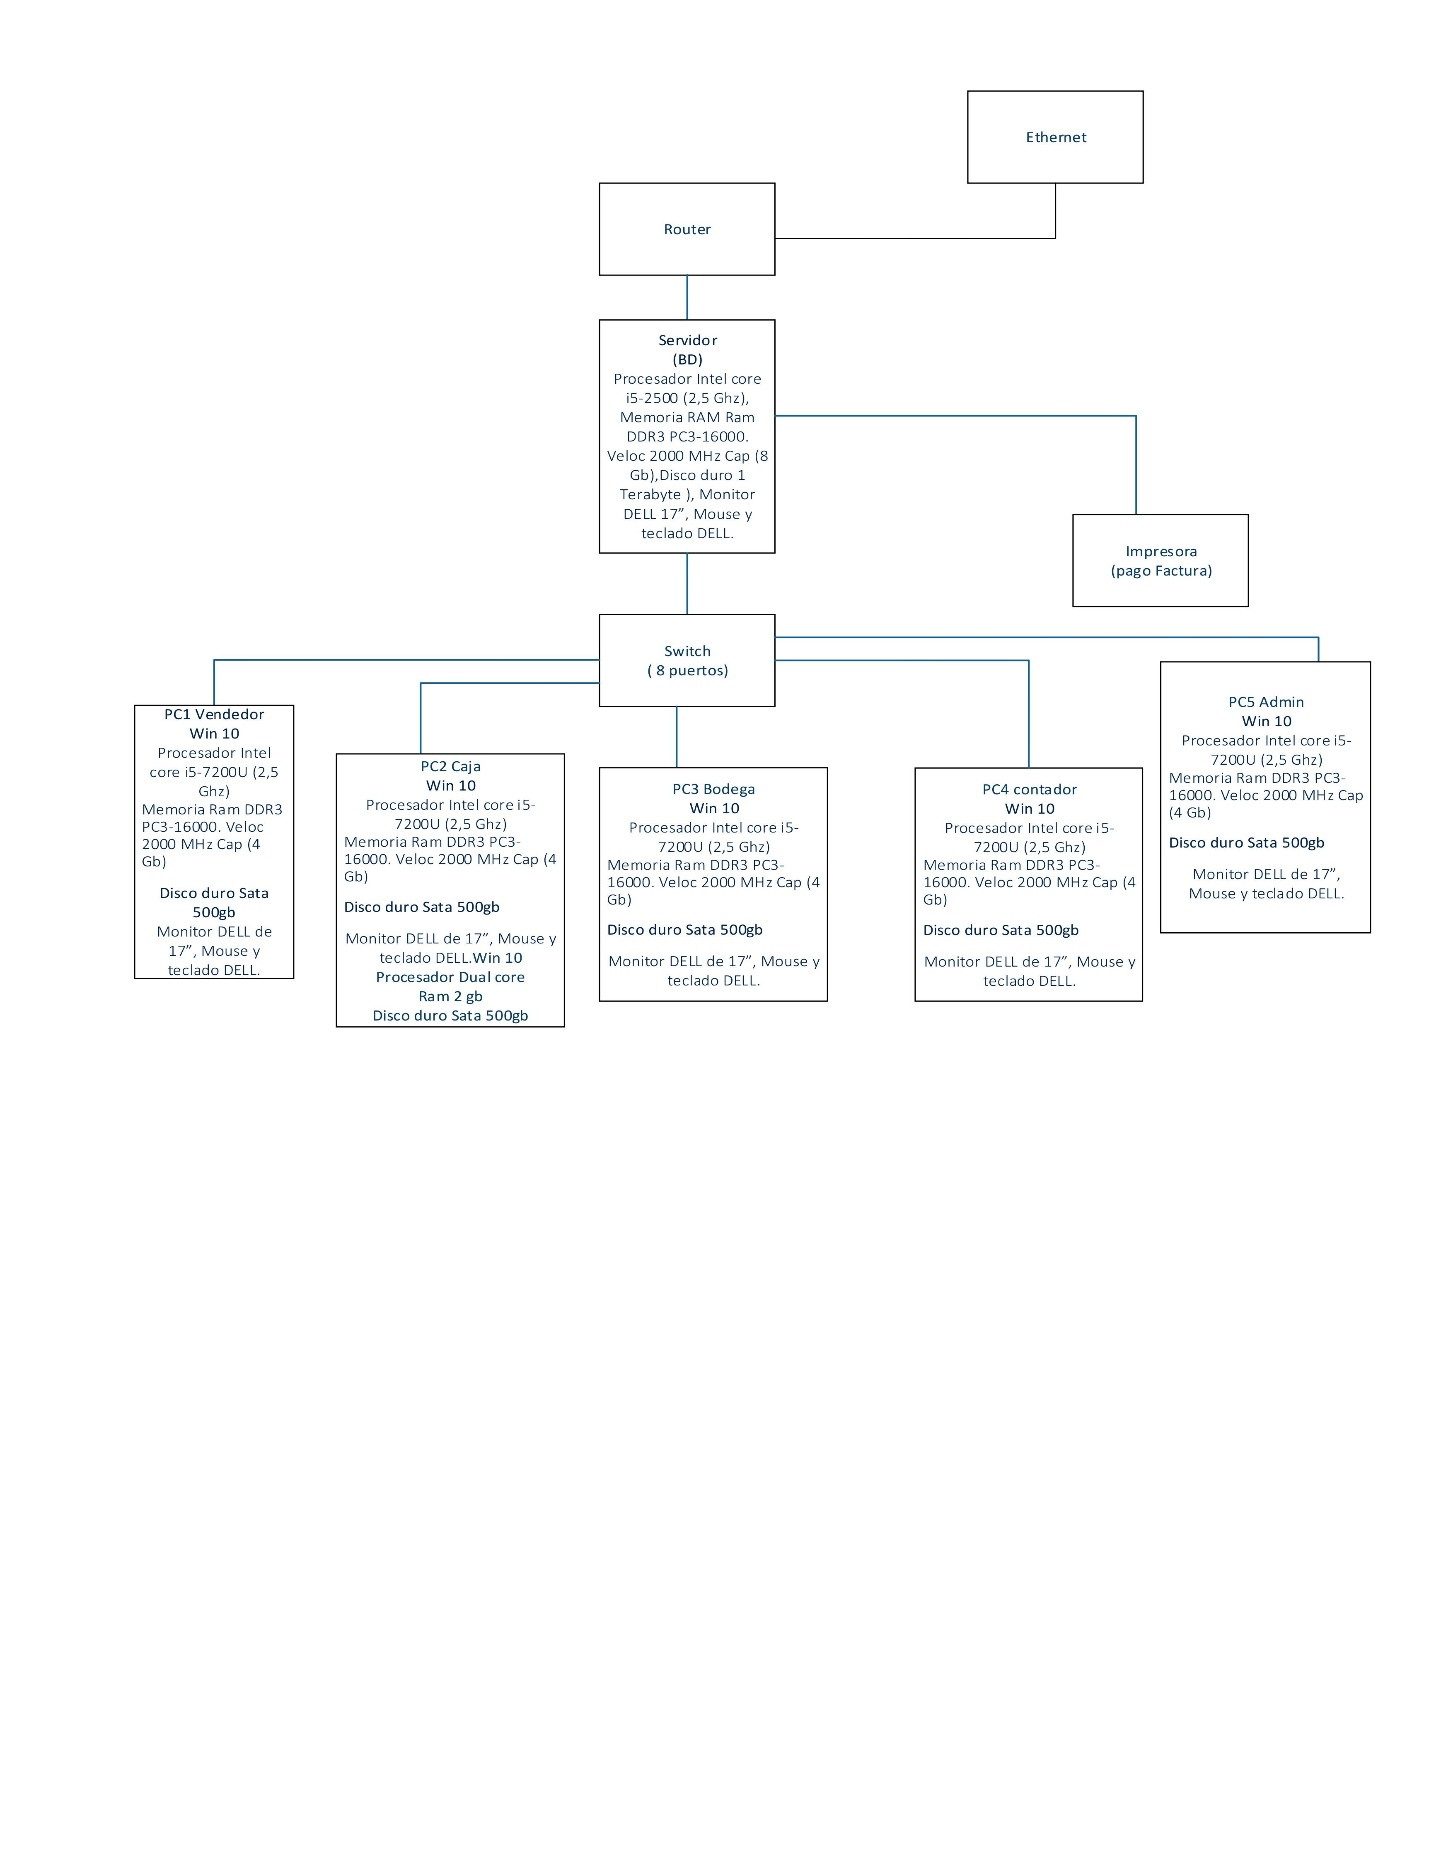 Ethernet
Router
Servidor
(BD)
Procesador Intel core
i5-2500 (2,5 Ghz),
Memoria RAM Ram
DDR3 PC3-16000.
Veloc 2000 MHz Cap (8
Gb),Disco duro 1
Terabyte ), Monitor
DELL 17”, Mouse y
teclado DELL.
Impresora
(pago Factura)
Switch
( 8 puertos)
PC1 Vendedor
Win 10
Procesador Intel
core i5-7200U (2,5
Ghz)
Memoria Ram DDR3
PC3-16000. Veloc
2000 MHz Cap (4
Gb)
Disco duro Sata
500gb
Monitor DELL de
17”, Mouse y
teclado DELL.
PC2 Caja
Win 10
Procesador Intel core i5-
7200U (2,5 Ghz)
Memoria Ram DDR3 PC3-
16000. Veloc 2000 MHz Cap (4
Gb)
Disco duro Sata 500gb
Monitor DELL de 17”, Mouse y
teclado DELL.Win 10
Procesador Dual core
Ram 2 gb
Disco duro Sata 500gb
PC3 Bodega
Win 10
Procesador Intel core i5-
7200U (2,5 Ghz)
Memoria Ram DDR3 PC3-
16000. Veloc 2000 MHz Cap (4
Gb)
Disco duro Sata 500gb
Monitor DELL de 17”, Mouse y
teclado DELL.
PC4 contador
Win 10
Procesador Intel core i5-
7200U (2,5 Ghz)
Memoria Ram DDR3 PC3-
16000. Veloc 2000 MHz Cap (4
Gb)
Disco duro Sata 500gb
Monitor DELL de 17”, Mouse y
teclado DELL.
PC5 Admin
Win 10
Procesador Intel core i5-
7200U (2,5 Ghz)
Memoria Ram DDR3 PC3-
16000. Veloc 2000 MHz Cap
(4 Gb)
Disco duro Sata 500gb
Monitor DELL de 17”,
Mouse y teclado DELL.